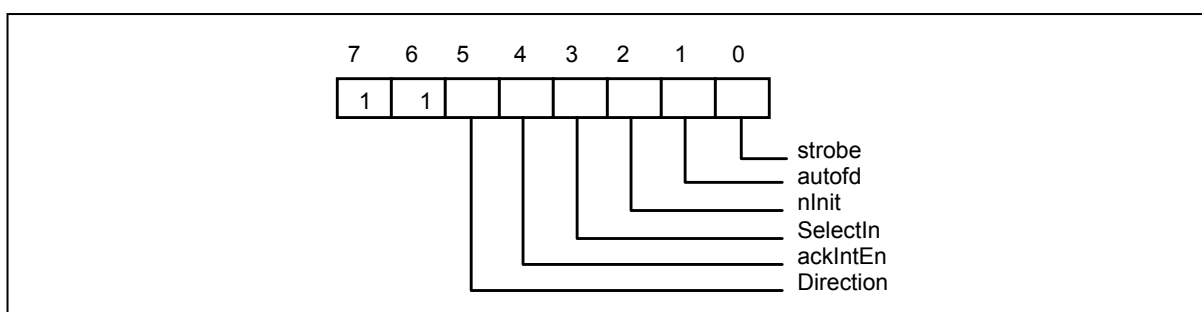 7 6 5 4 3 2 1 0
1 1
strobe
autofd
nInit
SelectIn
ackIntEn
Direction